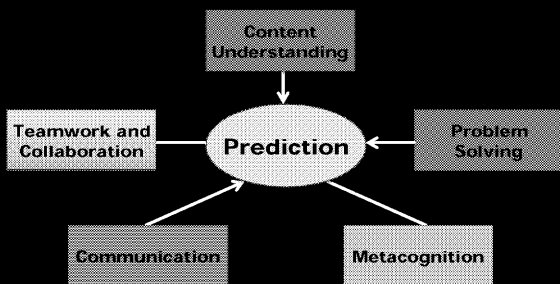 Content
Understanding
Teamwork and
Collaboration
Prediction
Problem
Solving
Communication
Metacognition